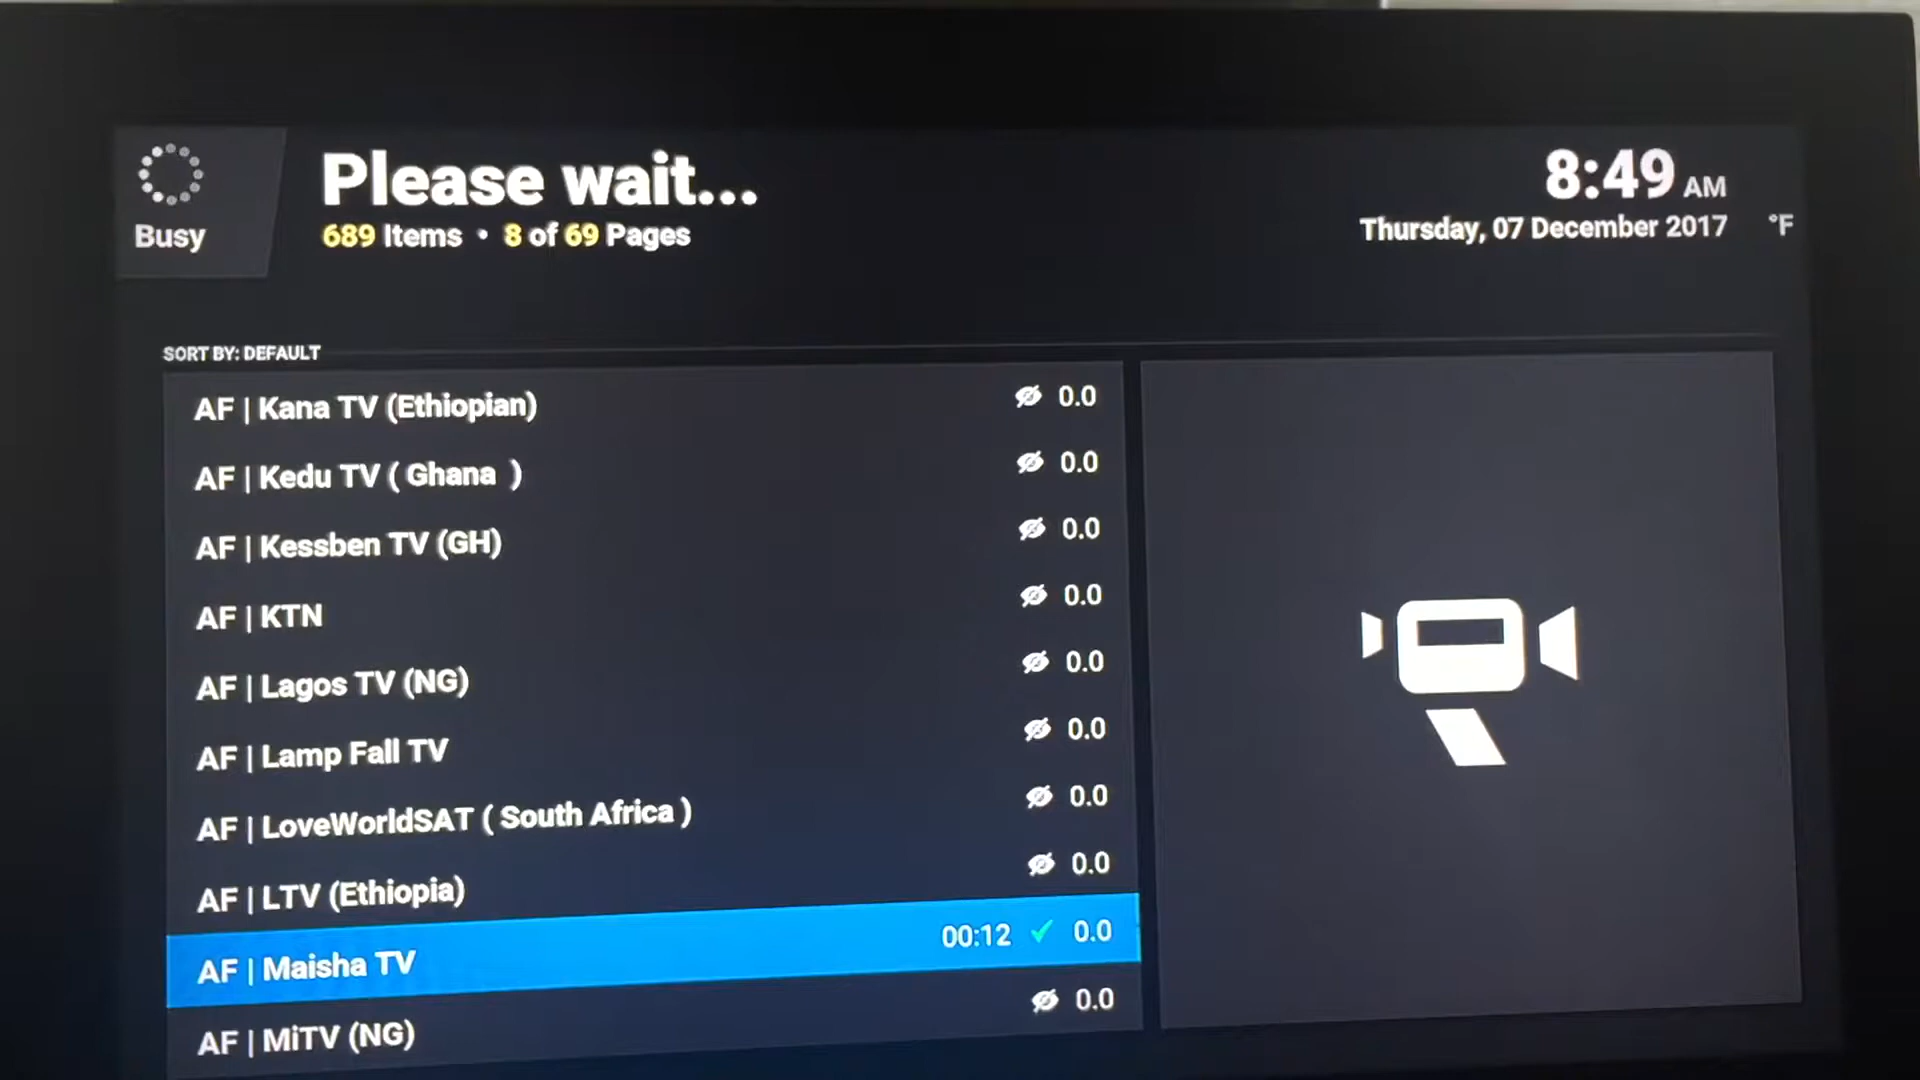 Busy
Please wait...
689 Items • 8 of 69 Pages
8:49 AM
Thursday, 07 December 2017 °F
SORT BY: DEFAULT
AF | Kana TV (Ethiopian) 0.0
AF | Kedu TV ( Ghana ) 0.0
AF | Kessben TV (GH) 0.0
AF | KTN 0.0
AF | Lagos TV (NG) 0.0
AF | Lamp Fall TV 0.0
AF | LoveWorldSAT ( South Africa ) 0.0
AF | LTV (Ethiopia) 0.0
AF | Maisha TV 00:12 ✓ 0.0
AF | MiTV (NG) 0.0